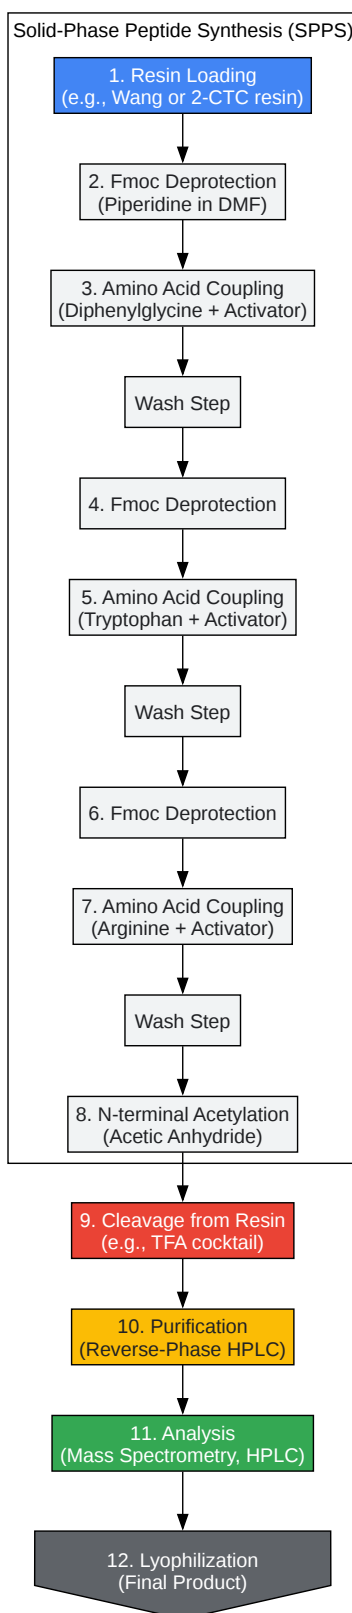 Solid-Phase Peptide Synthesis (SPPS)
1. Resin Loading
(e.g., Wang or 2-CTC resin)
2. Fmoc Deprotection
(Piperidine in DMF)
3. Amino Acid Coupling
(Diphenylglycine + Activator)
Wash Step
4. Fmoc Deprotection
5. Amino Acid Coupling
(Tryptophan + Activator)
Wash Step
6. Fmoc Deprotection
7. Amino Acid Coupling
(Arginine + Activator)
Wash Step
8. N-terminal Acetylation
(Acetic Anhydride)
9. Cleavage from Resin
(e.g., TFA cocktail)
10. Purification
(Reverse-Phase HPLC)
11. Analysis
(Mass Spectrometry, HPLC)
12. Lyophilization
(Final Product)